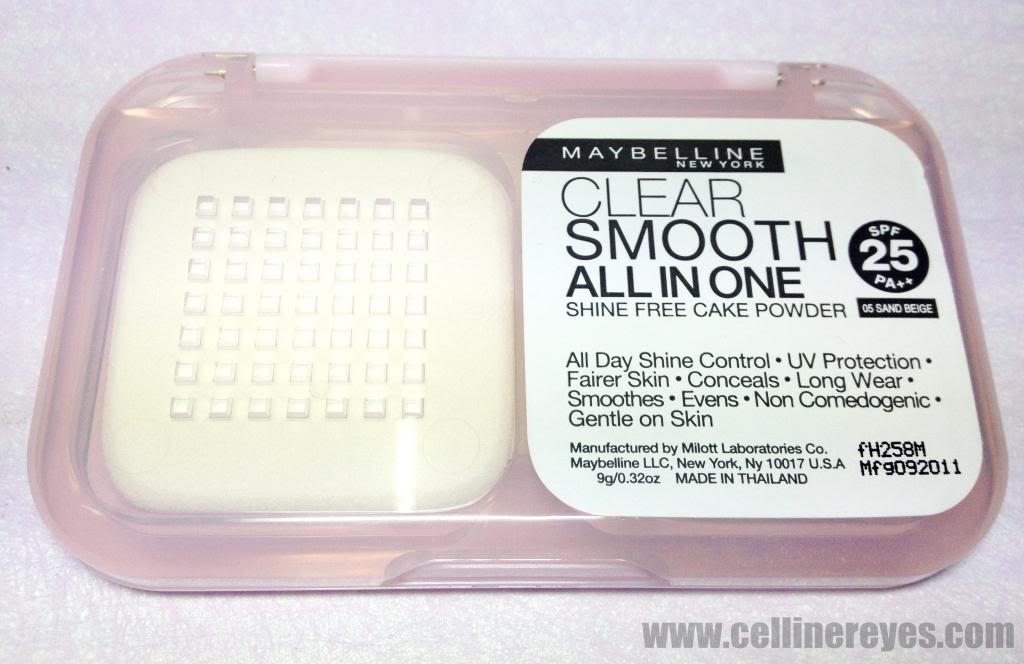 MAYBELLINE
NEW YORK
CLEAR
SMOOTH
ALL IN ONE
SHINE FREE CAKE POWDER
SPF
25
PA++
05 SAND BEIGE
All Day Shine Control • UV Protection •
Fairer Skin • Conceals • Long Wear •
Smoothes • Evens • Non Comedogenic •
Gentle on Skin
Manufactured by Milott Laboratories Co.
Maybelline LLC, New York, Ny 10017 U.S.A
9g/0.32oz MADE IN THAILAND
fH258M
Mfg092011
www.cellinereyes.com